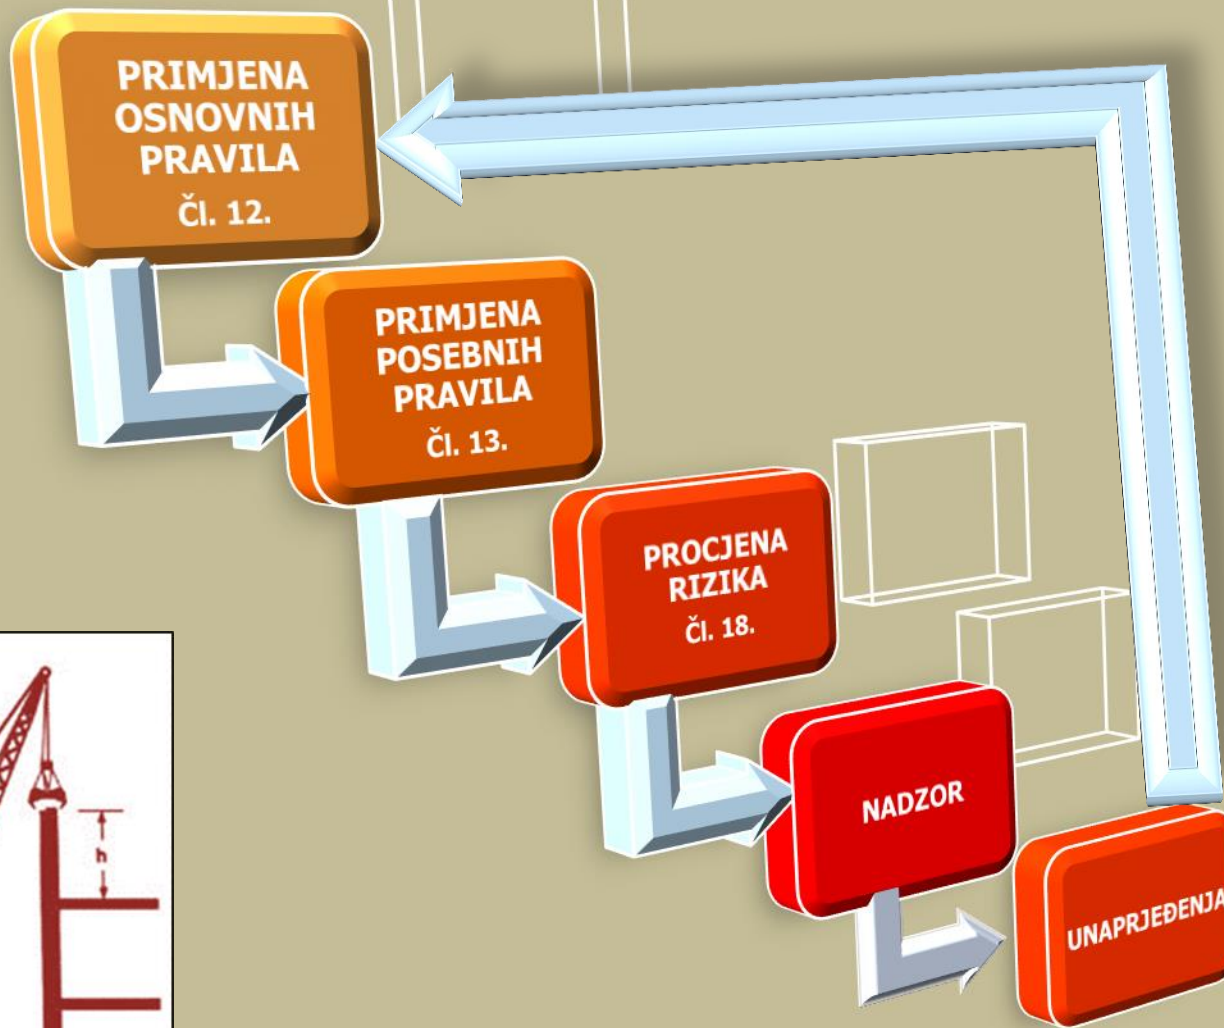 PRIMJENA
OSNOVNIH
PRAVILA
Čl. 12.
PRIMJENA
POSEBNIH
PRAVILA
Čl. 13.
PROCJENA
RIZIKA
Čl. 18.
NADZOR
UNAPRJEĐENJA
h